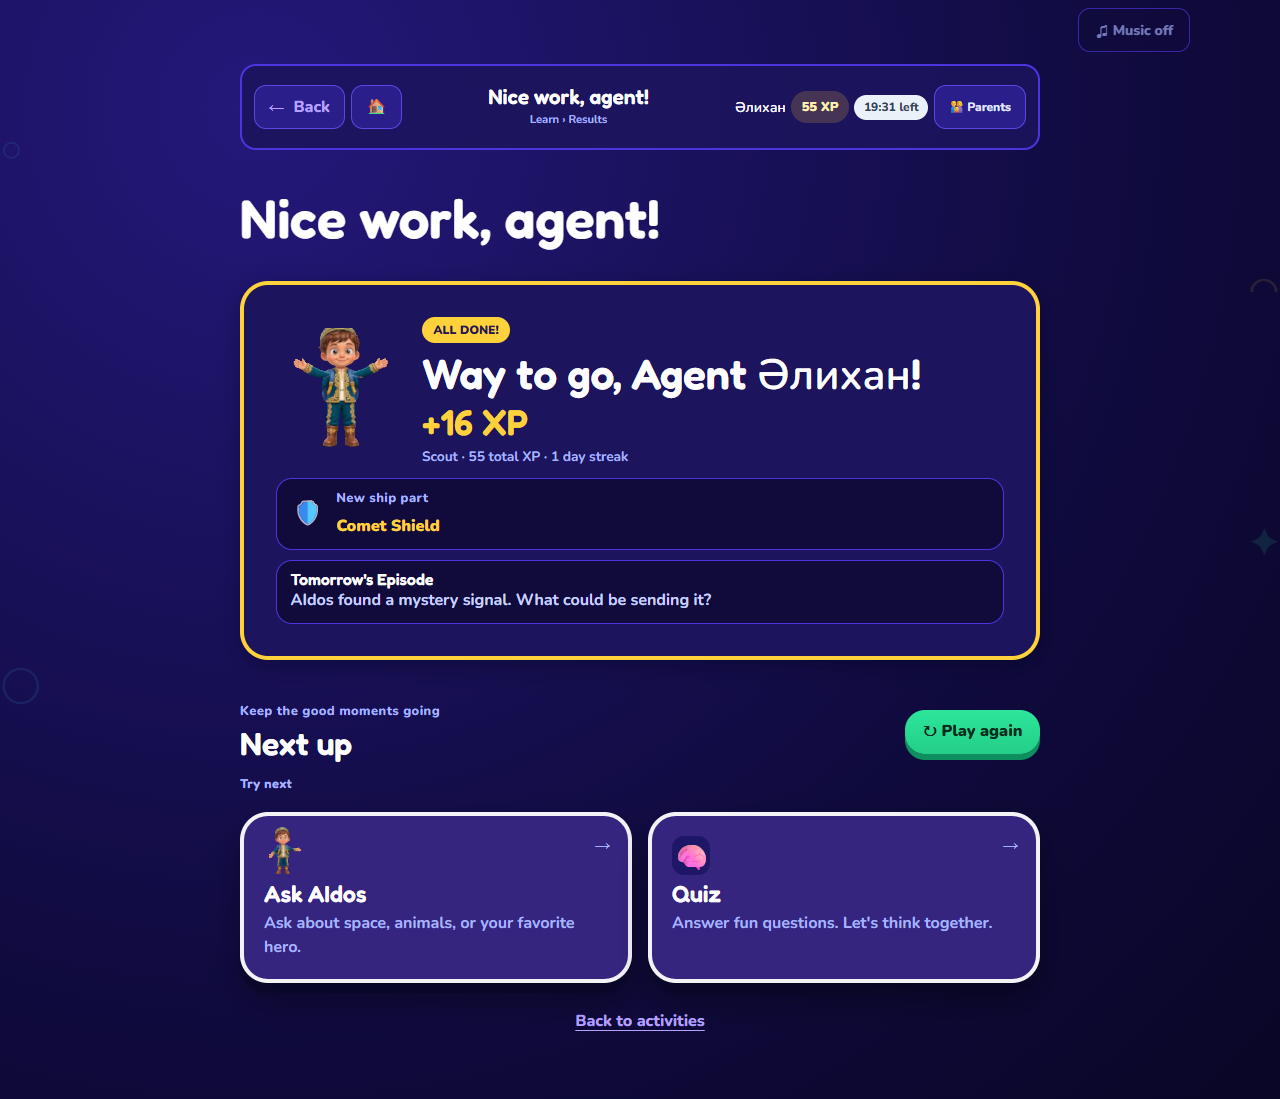 ♫ Music off
← Back
Nice work, agent!
Learn › Results
Әлихан
55 XP
19:31 left
Parents
Nice work, agent!
ALL DONE!
Way to go, Agent Әлихан!
+16 XP
Scout · 55 total XP · 1 day streak
New ship part
Comet Shield
Tomorrow's Episode
Aldos found a mystery signal. What could be sending it?
Keep the good moments going
Next up
↻ Play again
Try next
→
Ask Aldos
Ask about space, animals, or your favorite
hero.
→
Quiz
Answer fun questions. Let's think together.
Back to activities